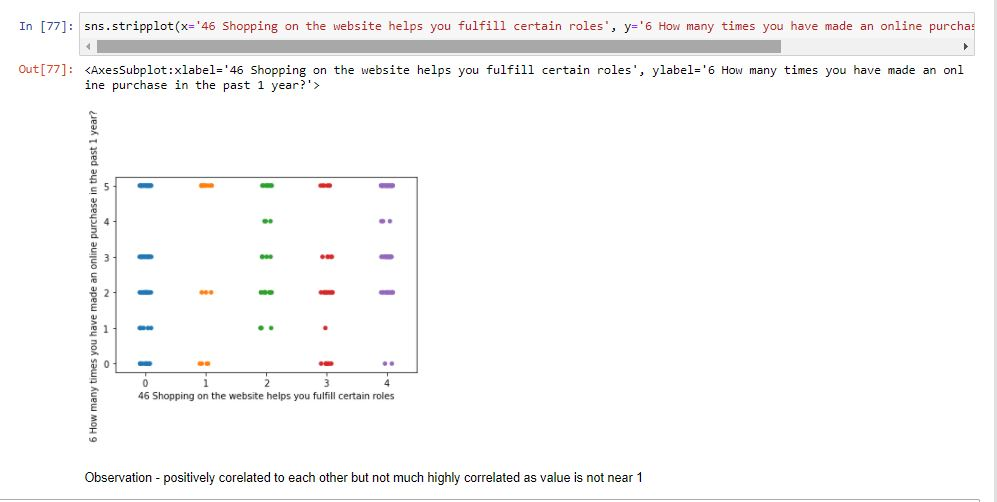 In [77]: sns.stripplot(x='46 Shopping on the website helps you fulfill certain roles', y='6 How many times you have made an online purchas
Out[77]: <AxesSubplot:xlabel='46 Shopping on the website helps you fulfill certain roles', ylabel='6 How many times you have made an onl
ine purchase in the past 1 year?'>
6 How many times you have made an online purchase in the past 1 year?
5
4
3
2
1
0
0 1 2 3 4
46 Shopping on the website helps you fulfill certain roles
Observation - positively corelated to each other but not much highly correlated as value is not near 1